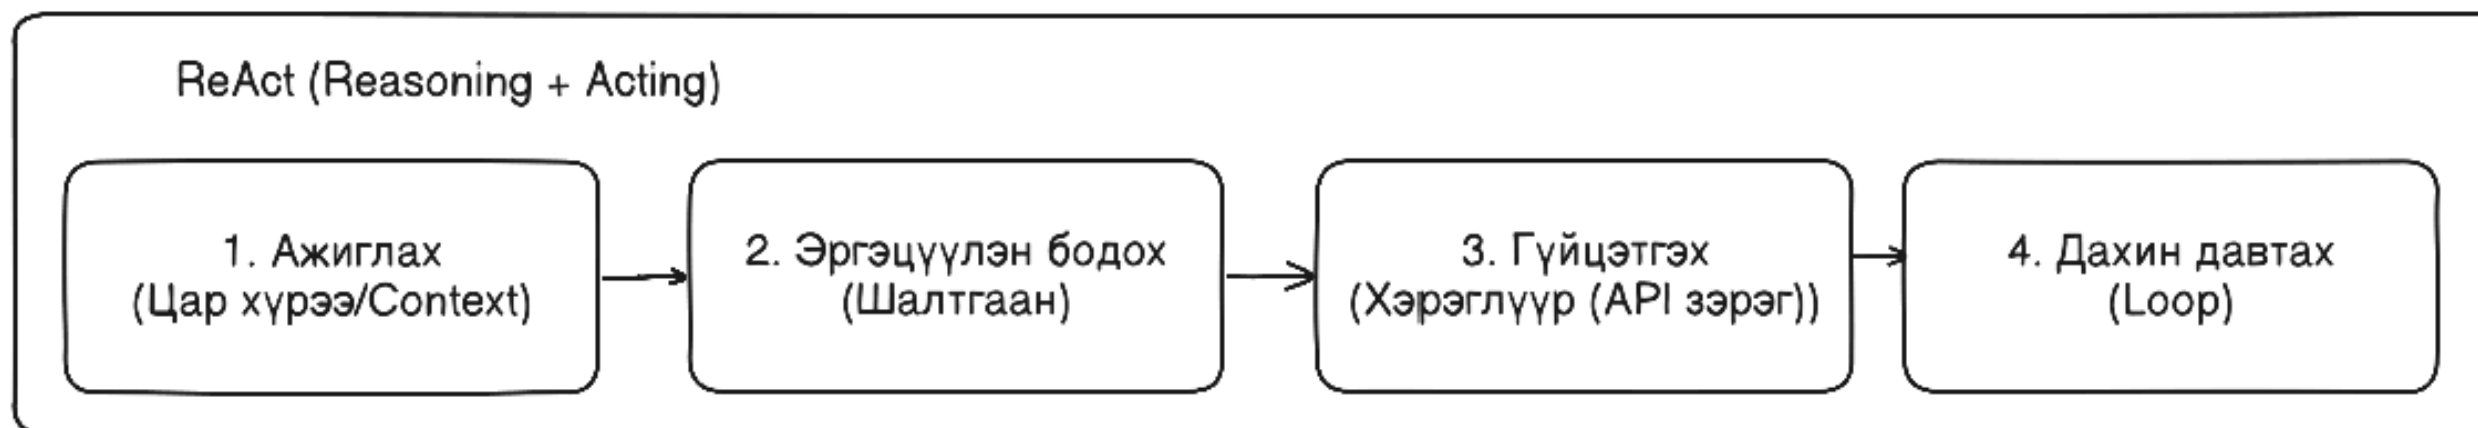 ReAct (Reasoning + Acting)
1. Ажиглах
(Цар хүрээ/Context)
2. Эргэцүүлэн бодох
(Шалтгаан)
3. Гүйцэтгэх
(Хэрэглүүр (API зэрэг))
4. Дахин давтах
(Loop)